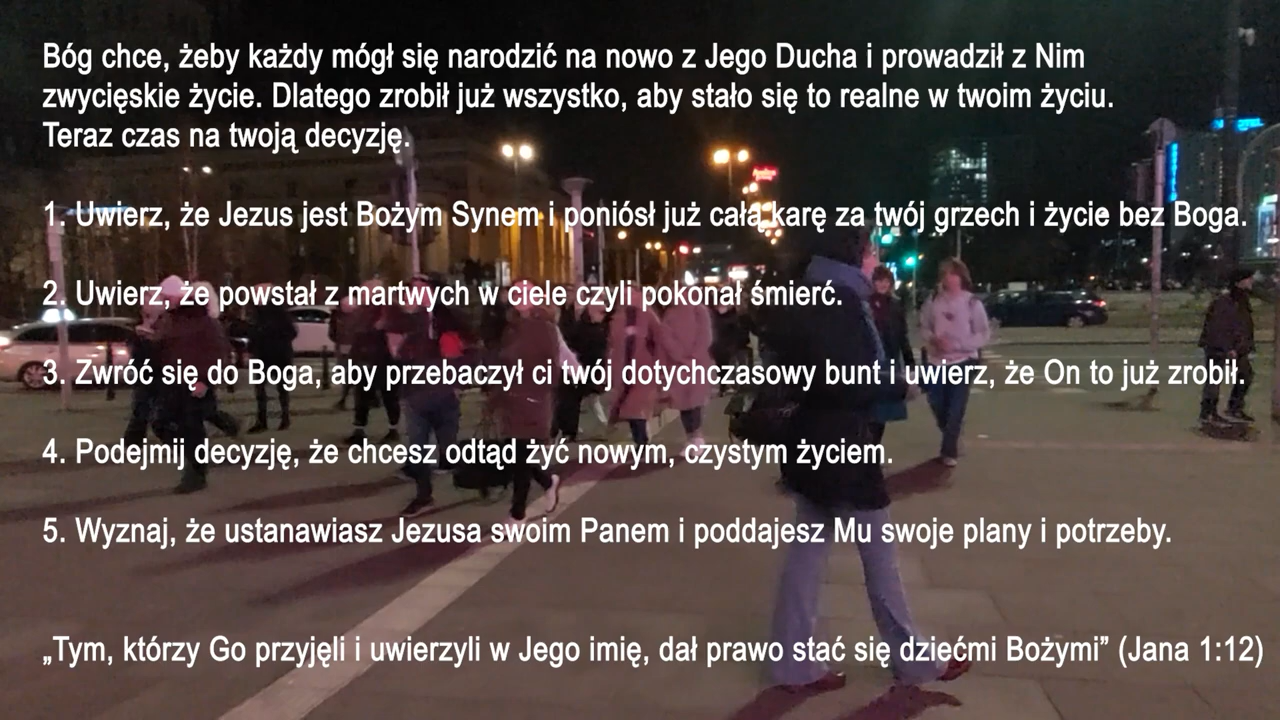 Bóg chce, żeby każdy mógł się narodzić na nowo z Jego Ducha i prowadził z Nim
zwycięskie życie. Dlatego zrobił już wszystko, aby stało się to realne w twoim życiu.
Teraz czas na twoją decyzję.
1. Uwierz, że Jezus jest Bożym Synem i poniósł już całą karę za twój grzech i życie bez Boga.
2. Uwierz, że powstał z martwych w ciele czyli pokonał śmierć.
3. Zwróć się do Boga, aby przebaczył ci twój dotychczasowy bunt i uwierz, że On to już zrobił.
4. Podejmij decyzję, że chcesz odtąd żyć nowym, czystym życiem.
5. Wyznaj, że ustanawiasz Jezusa swoim Panem i poddajesz Mu swoje plany i potrzeby.
„Tym, którzy Go przyjęli i uwierzyli w Jego imię, dał prawo stać się dziećmi Bożymi” (Jana 1:12)